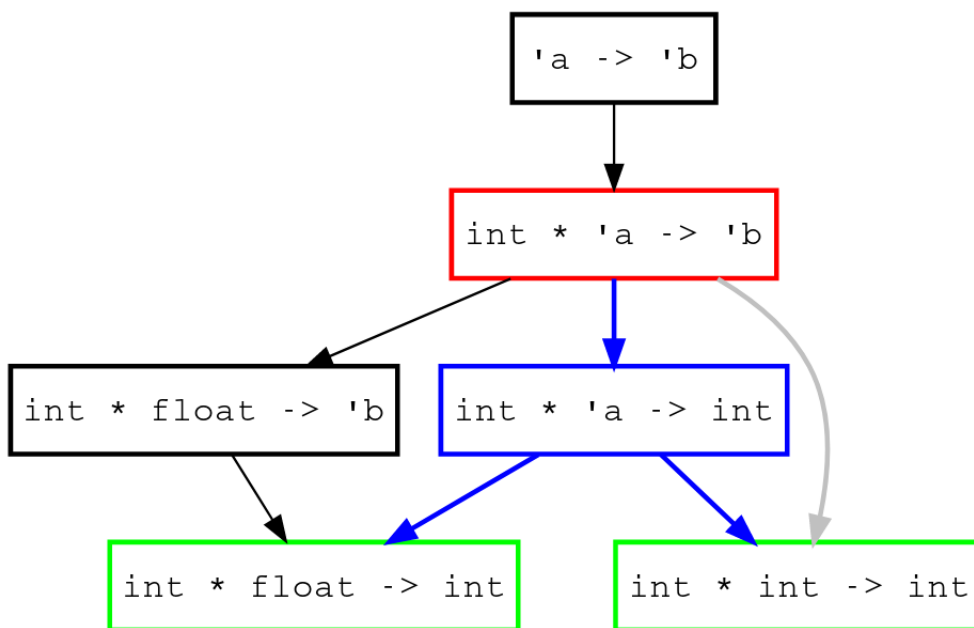 'a -> 'b
int * 'a -> 'b
int * float -> 'b
int * 'a -> int
int * float -> int
int * int -> int